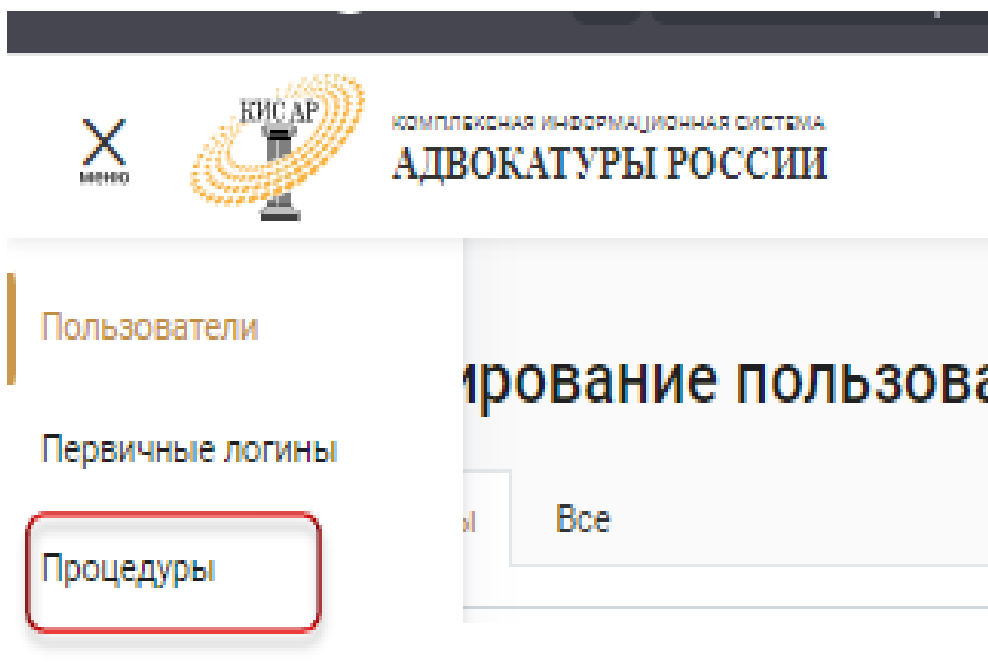 КИС АР
КОМПЛЕКСНАЯ ИНФОРМАЦИОННАЯ СИСТЕМА
АДВОКАТУРЫ РОССИИ
меню
Пользователи
ирование пользова
Первичные логины
ы
Все
Процедуры